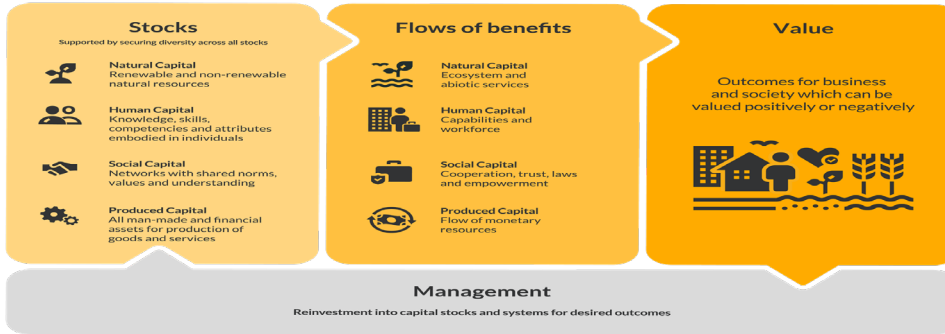 Stocks
Supported by securing diversity across all stocks
Natural Capital
Renewable and non-renewable
natural resources
Human Capital
Knowledge, skills,
competencies and attributes
embodied in individuals
Social Capital
Networks with shared norms,
values and understanding
Produced Capital
All man-made and financial
assets for production of
goods and services
Flows of benefits
Natural Capital
Ecosystem and
abiotic services
Human Capital
Capabilities and
workforce
Social Capital
Cooperation, trust, laws
and empowerment
Produced Capital
Flow of monetary
resources
Value
Outcomes for business
and society which can be
valued positively or negatively
Management
Reinvestment into capital stocks and systems for desired outcomes